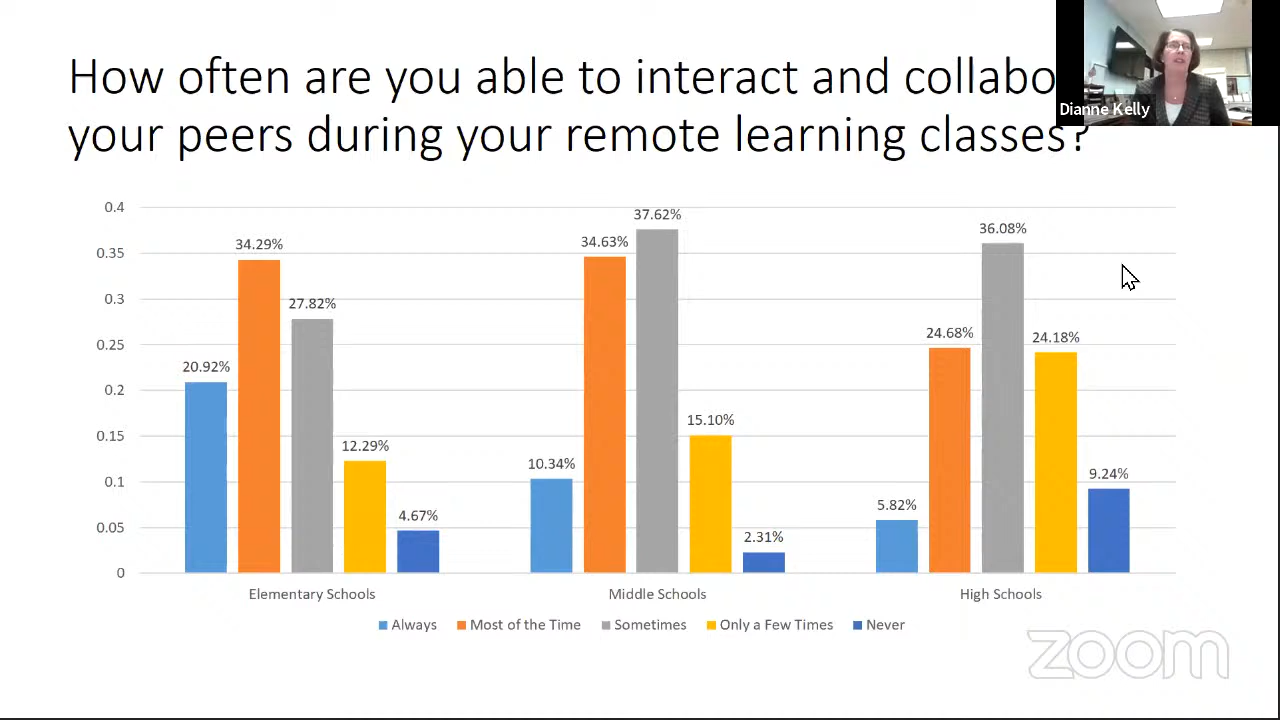 How often are you able to interact and collabo
your peers during your remote learning classes?
Dianne Kelly
0.4
0.35
0.3
0.25
0.2
0.15
0.1
0.05
0
20.92%
34.29%
27.82%
12.29%
4.67%
10.34%
34.63%
37.62%
15.10%
2.31%
5.82%
24.68%
36.08%
24.18%
9.24%
Elementary Schools
Middle Schools
High Schools
Always
Most of the Time
Sometimes
Only a Few Times
Never
zoom